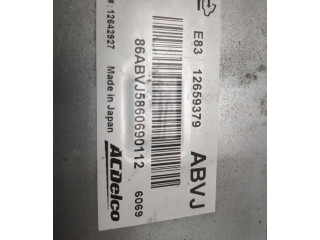 E83 12659379 ABVJ
86ABVJ5860690112 6069
#: 12642927 Made in Japan ACDelco